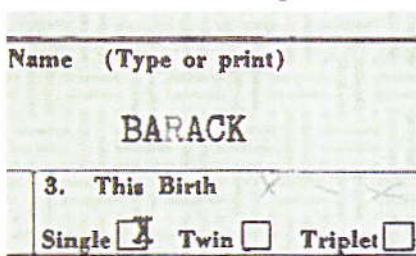 Name (Type or print)
BARACK
3. This Birth
Single X Twin Triplet